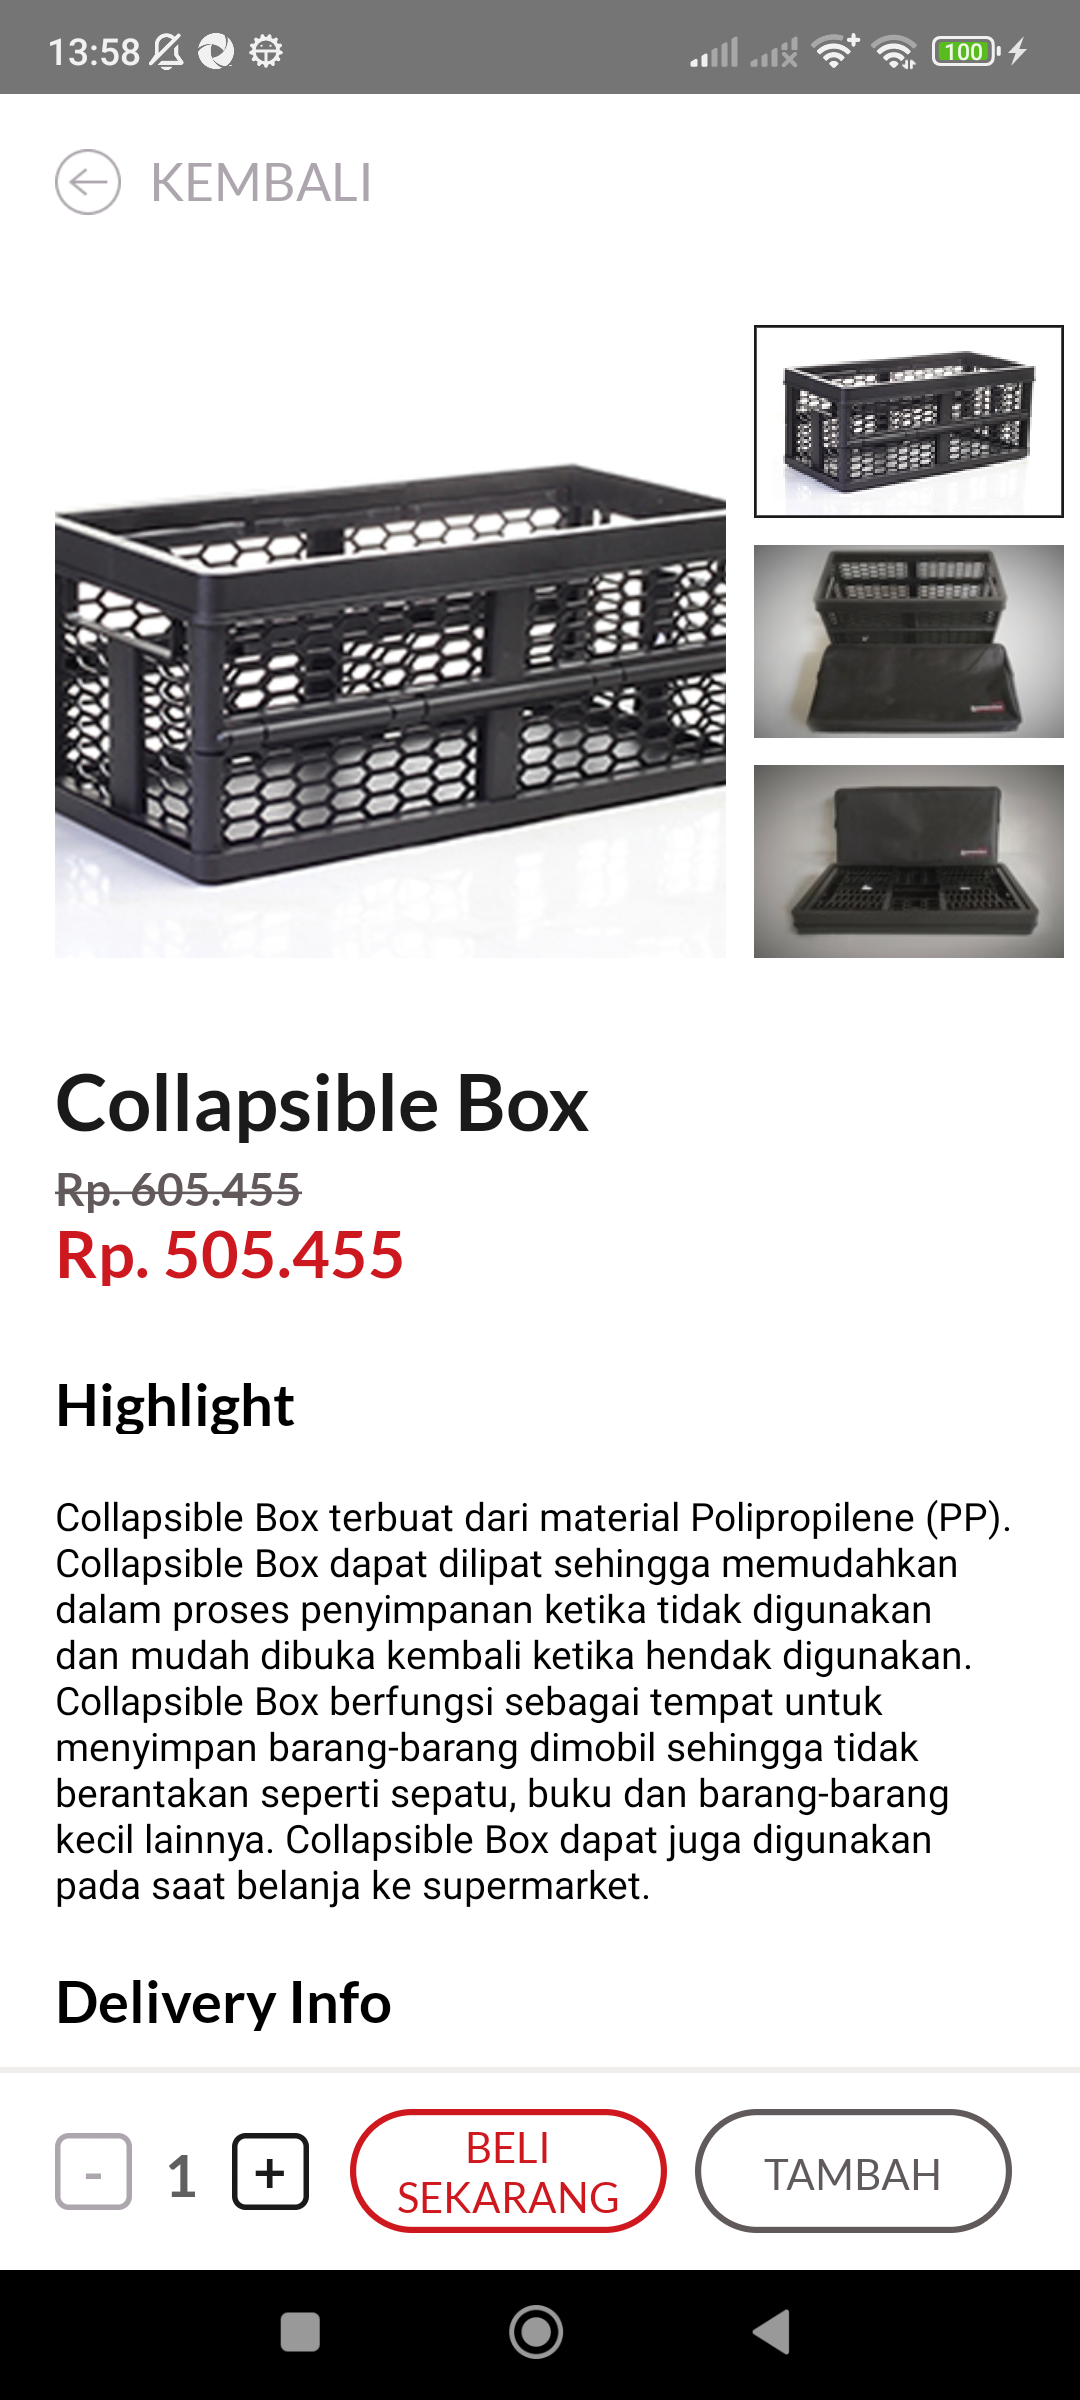 13:58
100
KEMBALI
Collapsible Box
Rp. 605.455
Rp. 505.455
Highlight
Collapsible Box terbuat dari material Polipropilene (PP).
Collapsible Box dapat dilipat sehingga memudahkan
dalam proses penyimpanan ketika tidak digunakan
dan mudah dibuka kembali ketika hendak digunakan.
Collapsible Box berfungsi sebagai tempat untuk
menyimpan barang-barang dimobil sehingga tidak
berantakan seperti sepatu, buku dan barang-barang
kecil lainnya. Collapsible Box dapat juga digunakan
pada saat belanja ke supermarket.
Delivery Info
- 1 +
BELI
SEKARANG
TAMBAH